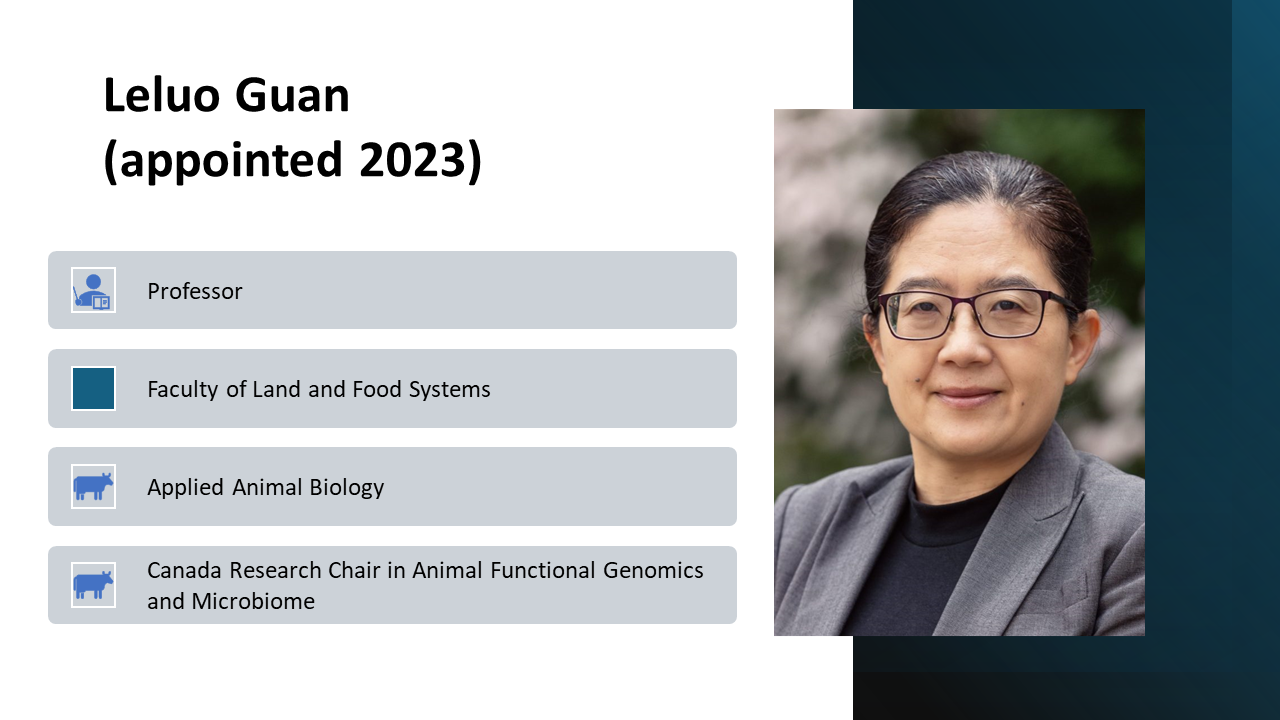 Leluo Guan
(appointed 2023)
Professor
Faculty of Land and Food Systems
Applied Animal Biology
Canada Research Chair in Animal Functional Genomics
and Microbiome